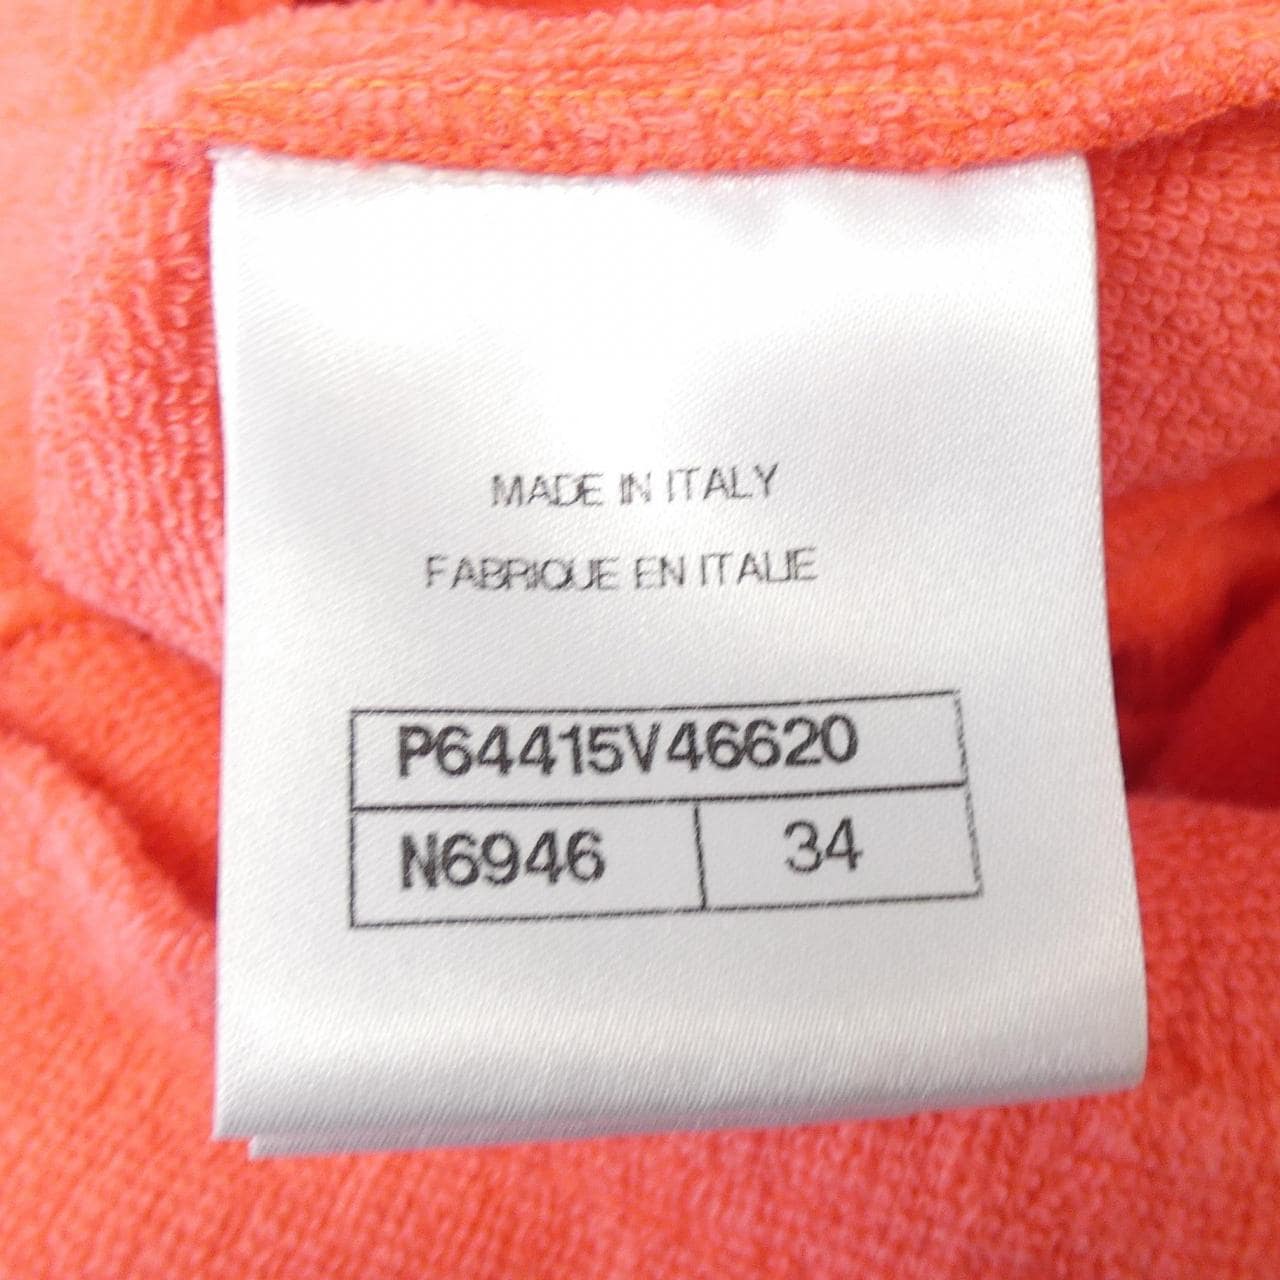 MADE IN ITALY
FABRIQUE EN ITALIE
P64415V46620
N6946 34